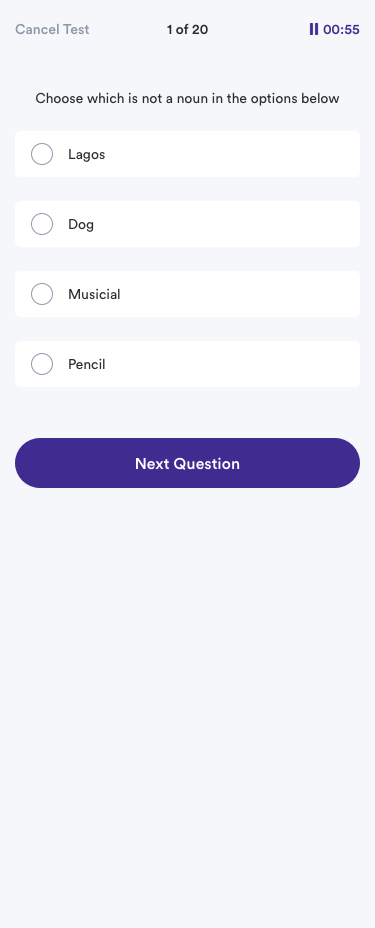 Cancel Test 1 of 20 00:55
Choose which is not a noun in the options below
Lagos
Dog
Musicial
Pencil
Next Question